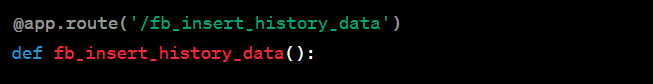 @app.route('/fb_insert_history_data')
def fb_insert_history_data():